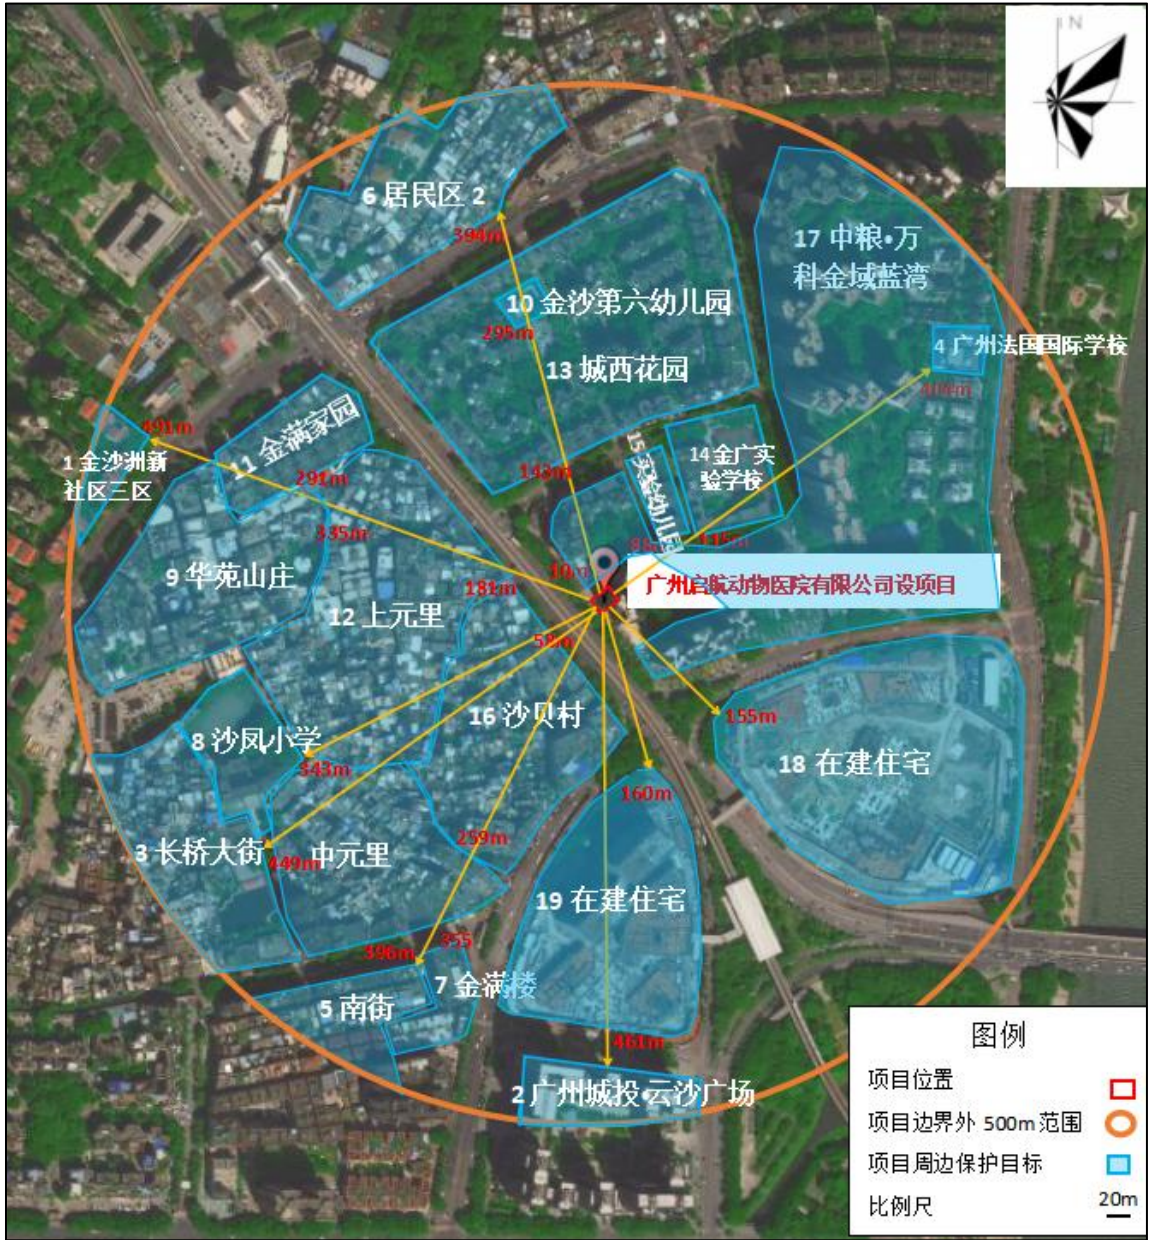 N
6 居民区 2
394m
17 中粮•万
科金域蓝湾
10 金沙第六幼儿园
295m
4 广州法国国际学校
13 城西花园
11 金满家园
491m
1 金沙洲新
社区三区
143m
15 实验幼儿园
14 金广实
验学校
291m
335m
115m
9 华苑山庄
181m
10m
广州启航动物医院有限公司设项目
12 上元里
58m
16 沙贝村
155m
8 沙凤小学
343m
18 在建住宅
160m
259m
3 长桥大街
449m
中元里
19 在建住宅
396m
355
7 金满楼
5 南街
461m
2 广州城投•云沙广场
图例
项目位置
项目边界外 500m 范围
项目周边保护目标
比例尺
20m